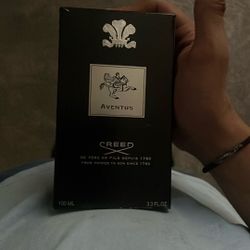 AVENTUS
CREED
DE PÈRE EN FILS DEPUIS 1760
FROM FATHER TO SON SINCE 1760
100 ML
3.3 FL.OZ